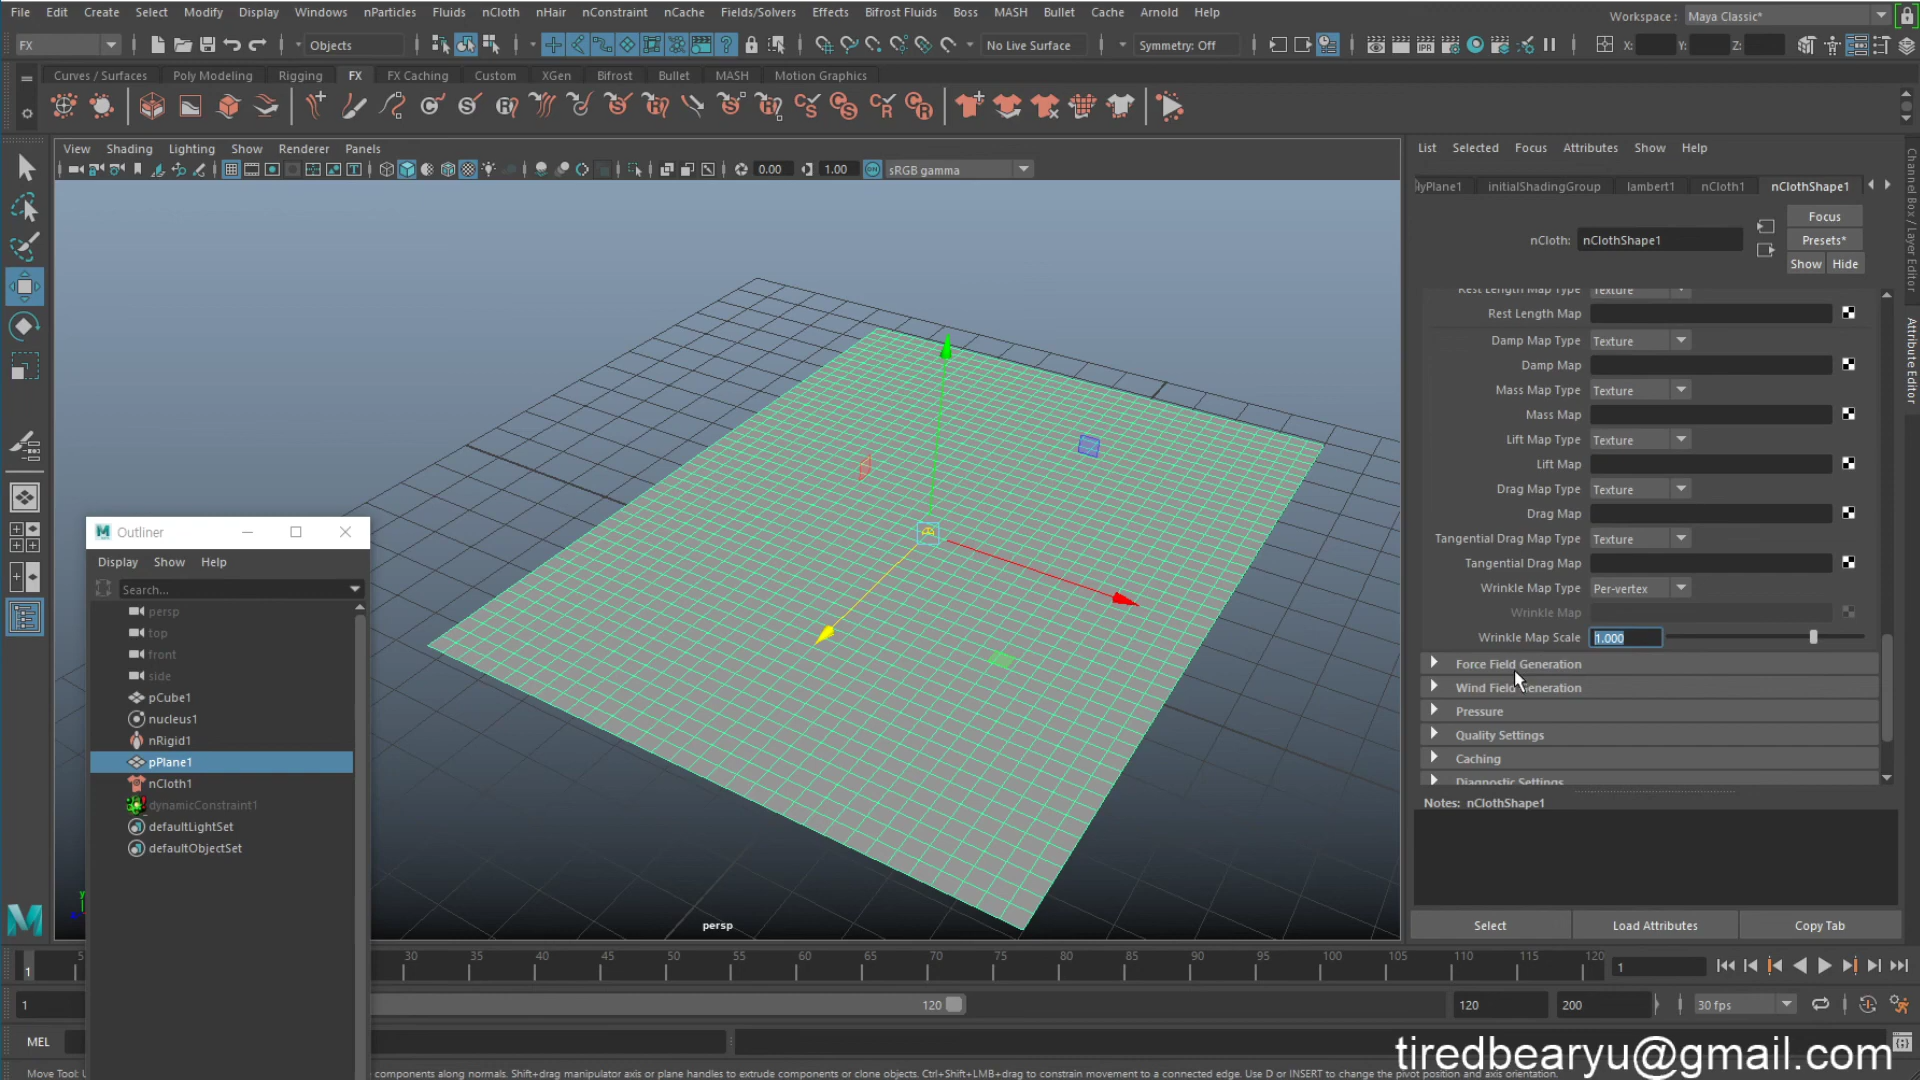 File Edit Create Select Modify Display Windows nParticles Fluids nCloth nHair nConstraint nCache Fields/Solvers Effects Bifrost Fluids Boss MASH Bullet Cache Arnold Help
Workspace : Maya Classic*
FX Objects No Live Surface Symmetry: Off X: Y: Z:
Curves / Surfaces Poly Modeling Rigging FX FX Caching Custom XGen Bifrost Bullet MASH Motion Graphics
View Shading Lighting Renderer Panels
0.00 1.00 sRGB gamma
persp
List Selected Focus Attributes Show Help
lyPlane1 initialShadingGroup lambert1 nCloth1 nClothShape1
Focus
nCloth: nClothShape1
Presets*
Show Hide
Rest Length Map Type Texture
Rest Length Map
Damp Map Type Texture
Damp Map
Mass Map Type Texture
Mass Map
Lift Map Type Texture
Lift Map
Drag Map Type Texture
Drag Map
Tangential Drag Map Type Texture
Tangential Drag Map
Wrinkle Map Type Per-vertex
Wrinkle Map
Wrinkle Map Scale 1.000
Force Field Generation
Wind Field Generation
Pressure
Quality Settings
Caching
Diagnostic Settings
Notes: nClothShape1
Select Load Attributes Copy Tab
Channel Box / Layer Editor
Attribute Editor
Outliner
Display Show Help
Search...
persp
top
front
side
pCube1
nucleus1
nRigid1
pPlane1
nCloth1
dynamicConstraint1
defaultLightSet
defaultObjectSet
1 5 30 35 40 45 50 55 60 65 70 75 80 85 90 95 100 105 110 115 120 1
1 120 120 200 30 fps
MEL
tiredbearyu@gmail.com
Move Tool: components along normals. Shift+drag manipulator axis or plane handles to extrude components or clone objects. Ctrl+Shift+LMB+drag to constrain movement to a connected edge. Use D or INSERT to change the pivot position and axis orientation.